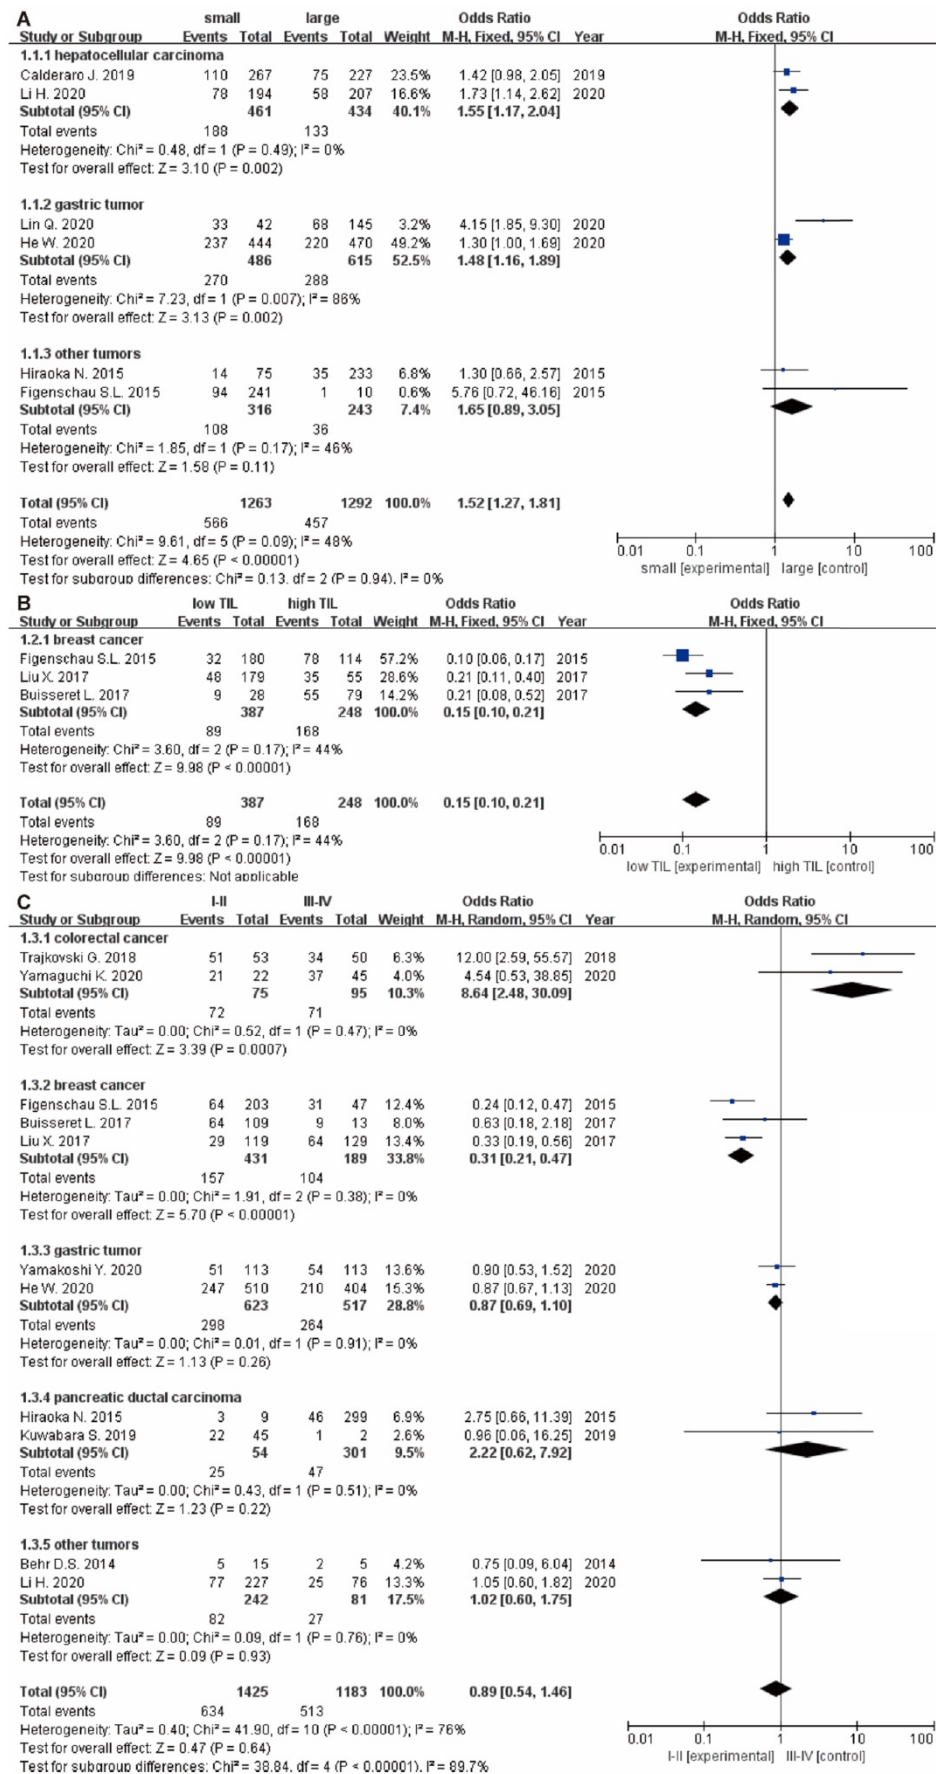 A
small large Odds Ratio Odds Ratio
Study or Subgroup Events Total Events Total Weight M-H, Fixed, 95% CI Year M-H, Fixed, 95% CI
1.1.1 hepatocellular carcinoma
Calderaro J. 2019 110 267 75 227 23.5% 1.42 [0.98, 2.05] 2019
Li H. 2020 78 194 58 207 16.6% 1.73 [1.14, 2.62] 2020
Subtotal (95% CI) 461 434 40.1% 1.55 [1.17, 2.04]
Total events 188 133
Heterogeneity: Chi² = 0.48, df = 1 (P = 0.49); I² = 0%
Test for overall effect: Z = 3.10 (P = 0.002)
1.1.2 gastric tumor
Lin Q. 2020 33 42 68 145 3.2% 4.15 [1.85, 9.30] 2020
He W. 2020 237 444 220 470 49.2% 1.30 [1.00, 1.69] 2020
Subtotal (95% CI) 486 615 52.5% 1.48 [1.16, 1.89]
Total events 270 288
Heterogeneity: Chi² = 7.23, df = 1 (P = 0.007); I² = 86%
Test for overall effect: Z = 3.13 (P = 0.002)
1.1.3 other tumors
Hiraoka N. 2015 14 75 35 233 6.8% 1.30 [0.66, 2.57] 2015
Figenschau S.L. 2015 94 241 1 10 0.6% 5.76 [0.72, 46.16] 2015
Subtotal (95% CI) 316 243 7.4% 1.65 [0.89, 3.05]
Total events 108 36
Heterogeneity: Chi² = 1.85, df = 1 (P = 0.17); I² = 46%
Test for overall effect: Z = 1.58 (P = 0.11)
Total (95% CI) 1263 1292 100.0% 1.52 [1.27, 1.81]
Total events 566 457
Heterogeneity: Chi² = 9.61, df = 5 (P = 0.09); I² = 48%
Test for overall effect: Z = 4.65 (P < 0.00001)
Test for subgroup differences: Chi² = 0.13, df = 2 (P = 0.94), I² = 0%
0.01 0.1 1 10 100
small [experimental] large [control]
B
low TIL high TIL Odds Ratio Odds Ratio
Study or Subgroup Events Total Events Total Weight M-H, Fixed, 95% CI Year M-H, Fixed, 95% CI
1.2.1 breast cancer
Figenschau S.L. 2015 32 180 78 114 57.2% 0.10 [0.06, 0.17] 2015
Liu X. 2017 48 179 35 55 28.6% 0.21 [0.11, 0.40] 2017
Buisseret L. 2017 9 28 55 79 14.2% 0.21 [0.08, 0.52] 2017
Subtotal (95% CI) 387 248 100.0% 0.15 [0.10, 0.21]
Total events 89 168
Heterogeneity: Chi² = 3.60, df = 2 (P = 0.17); I² = 44%
Test for overall effect: Z = 9.98 (P < 0.00001)
Total (95% CI) 387 248 100.0% 0.15 [0.10, 0.21]
Total events 89 168
Heterogeneity: Chi² = 3.60, df = 2 (P = 0.17); I² = 44%
Test for overall effect: Z = 9.98 (P < 0.00001)
Test for subgroup differences: Not applicable
0.01 0.1 1 10 100
low TIL [experimental] high TIL [control]
C
I-II III-IV Odds Ratio Odds Ratio
Study or Subgroup Events Total Events Total Weight M-H, Random, 95% CI Year M-H, Random, 95% CI
1.3.1 colorectal cancer
Trajkovski G. 2018 51 53 34 50 6.3% 12.00 [2.59, 55.57] 2018
Yamaguchi K. 2020 21 22 37 45 4.0% 4.54 [0.53, 38.85] 2020
Subtotal (95% CI) 75 95 10.3% 8.64 [2.48, 30.09]
Total events 72 71
Heterogeneity: Tau² = 0.00; Chi² = 0.52, df = 1 (P = 0.47); I² = 0%
Test for overall effect: Z = 3.39 (P = 0.0007)
1.3.2 breast cancer
Figenschau S.L. 2015 64 203 31 47 12.4% 0.24 [0.12, 0.47] 2015
Buisseret L. 2017 64 109 9 13 8.0% 0.63 [0.18, 2.18] 2017
Liu X. 2017 29 119 64 129 13.4% 0.33 [0.19, 0.56] 2017
Subtotal (95% CI) 431 189 33.8% 0.31 [0.21, 0.47]
Total events 157 104
Heterogeneity: Tau² = 0.00; Chi² = 1.91, df = 2 (P = 0.38); I² = 0%
Test for overall effect: Z = 5.70 (P < 0.00001)
1.3.3 gastric tumor
Yamakoshi Y. 2020 51 113 54 113 13.6% 0.90 [0.53, 1.52] 2020
He W. 2020 247 510 210 404 15.3% 0.87 [0.67, 1.13] 2020
Subtotal (95% CI) 623 517 28.8% 0.87 [0.69, 1.10]
Total events 298 264
Heterogeneity: Tau² = 0.00; Chi² = 0.01, df = 1 (P = 0.91); I² = 0%
Test for overall effect: Z = 1.13 (P = 0.26)
1.3.4 pancreatic ductal carcinoma
Hiraoka N. 2015 3 9 46 299 6.9% 2.75 [0.66, 11.39] 2015
Kuwabara S. 2019 22 45 1 2 2.6% 0.96 [0.06, 16.25] 2019
Subtotal (95% CI) 54 301 9.5% 2.22 [0.62, 7.92]
Total events 25 47
Heterogeneity: Tau² = 0.00; Chi² = 0.43, df = 1 (P = 0.51); I² = 0%
Test for overall effect: Z = 1.23 (P = 0.22)
1.3.5 other tumors
Behr D.S. 2014 5 15 2 5 4.2% 0.75 [0.09, 6.04] 2014
Li H. 2020 77 227 25 76 13.3% 1.05 [0.60, 1.82] 2020
Subtotal (95% CI) 242 81 17.5% 1.02 [0.60, 1.75]
Total events 82 27
Heterogeneity: Tau² = 0.00; Chi² = 0.09, df = 1 (P = 0.76); I² = 0%
Test for overall effect: Z = 0.09 (P = 0.93)
Total (95% CI) 1425 1183 100.0% 0.89 [0.54, 1.46]
Total events 634 513
Heterogeneity: Tau² = 0.40; Chi² = 41.90, df = 10 (P < 0.00001); I² = 76%
Test for overall effect: Z = 0.47 (P = 0.64)
Test for subgroup differences: Chi² = 38.84, df = 4 (P < 0.00001), I² = 89.7%
0.01 0.1 1 10 100
I-II [experimental] III-IV [control]